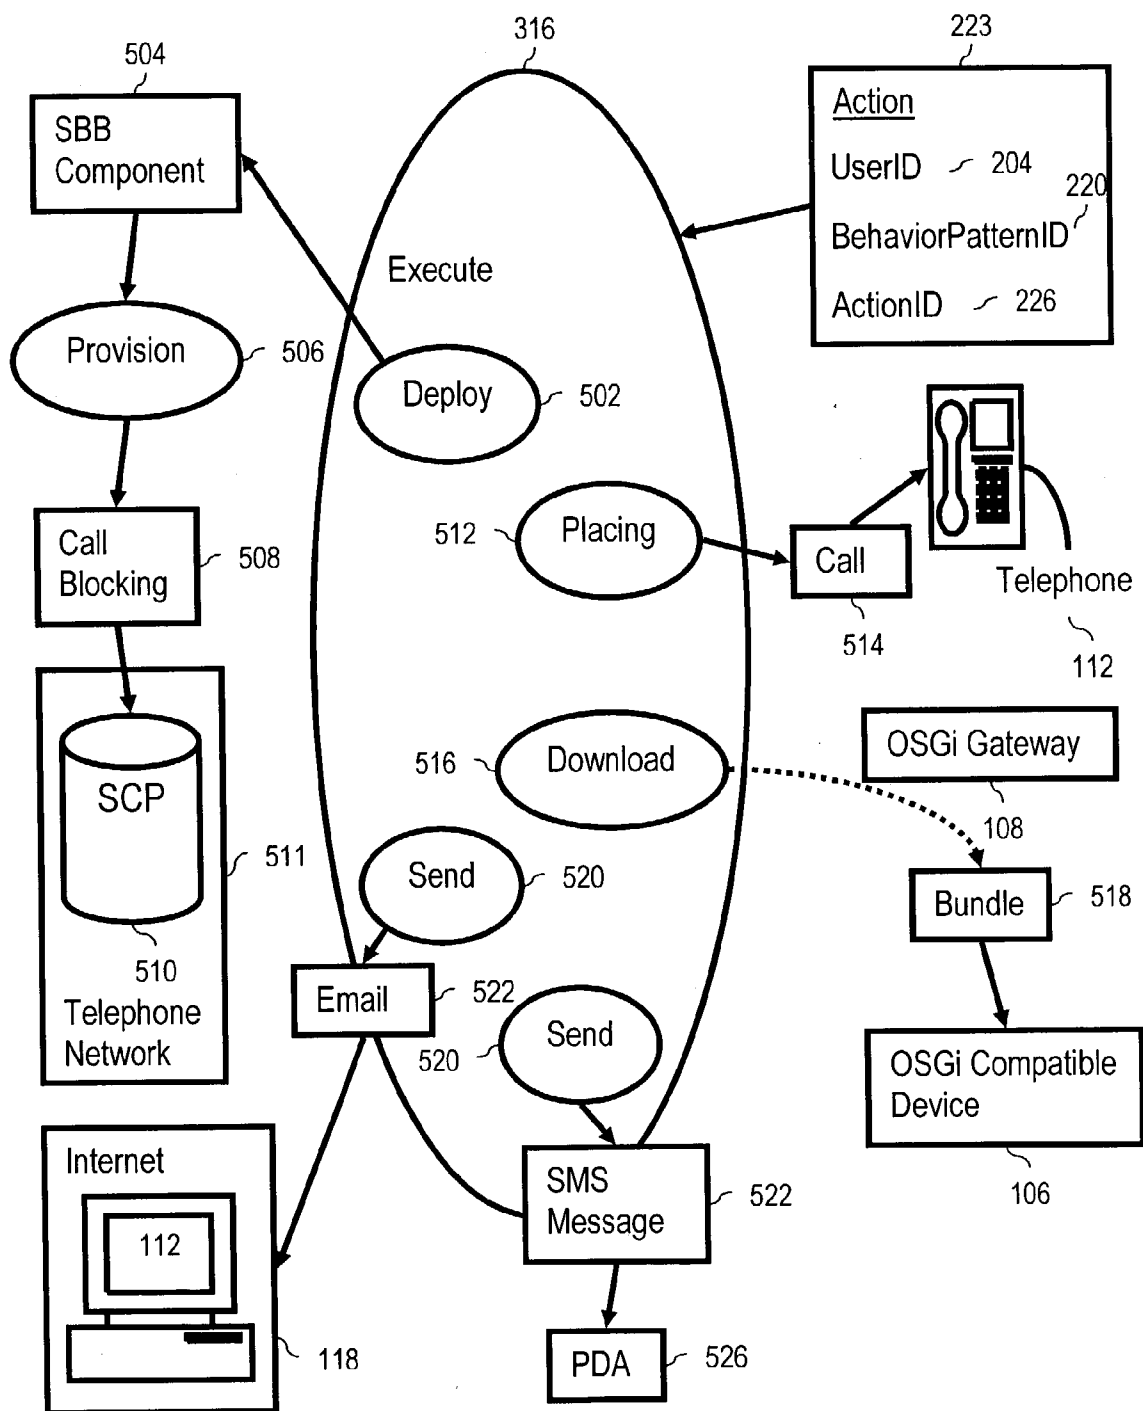 316
223
504
SBB
Component
Action
UserID 204
220
BehaviorPatternID
ActionID 226
Execute
Provision
506
Deploy
502
Call
Blocking
508
512
Placing
Call
514
Telephone
112
SCP
510
511
Telephone
Network
516
Download
OSGi Gateway
108
Bundle
518
Send
520
Email
522
520
Send
OSGi Compatible
Device
106
Internet
112
118
SMS
Message
522
PDA
526